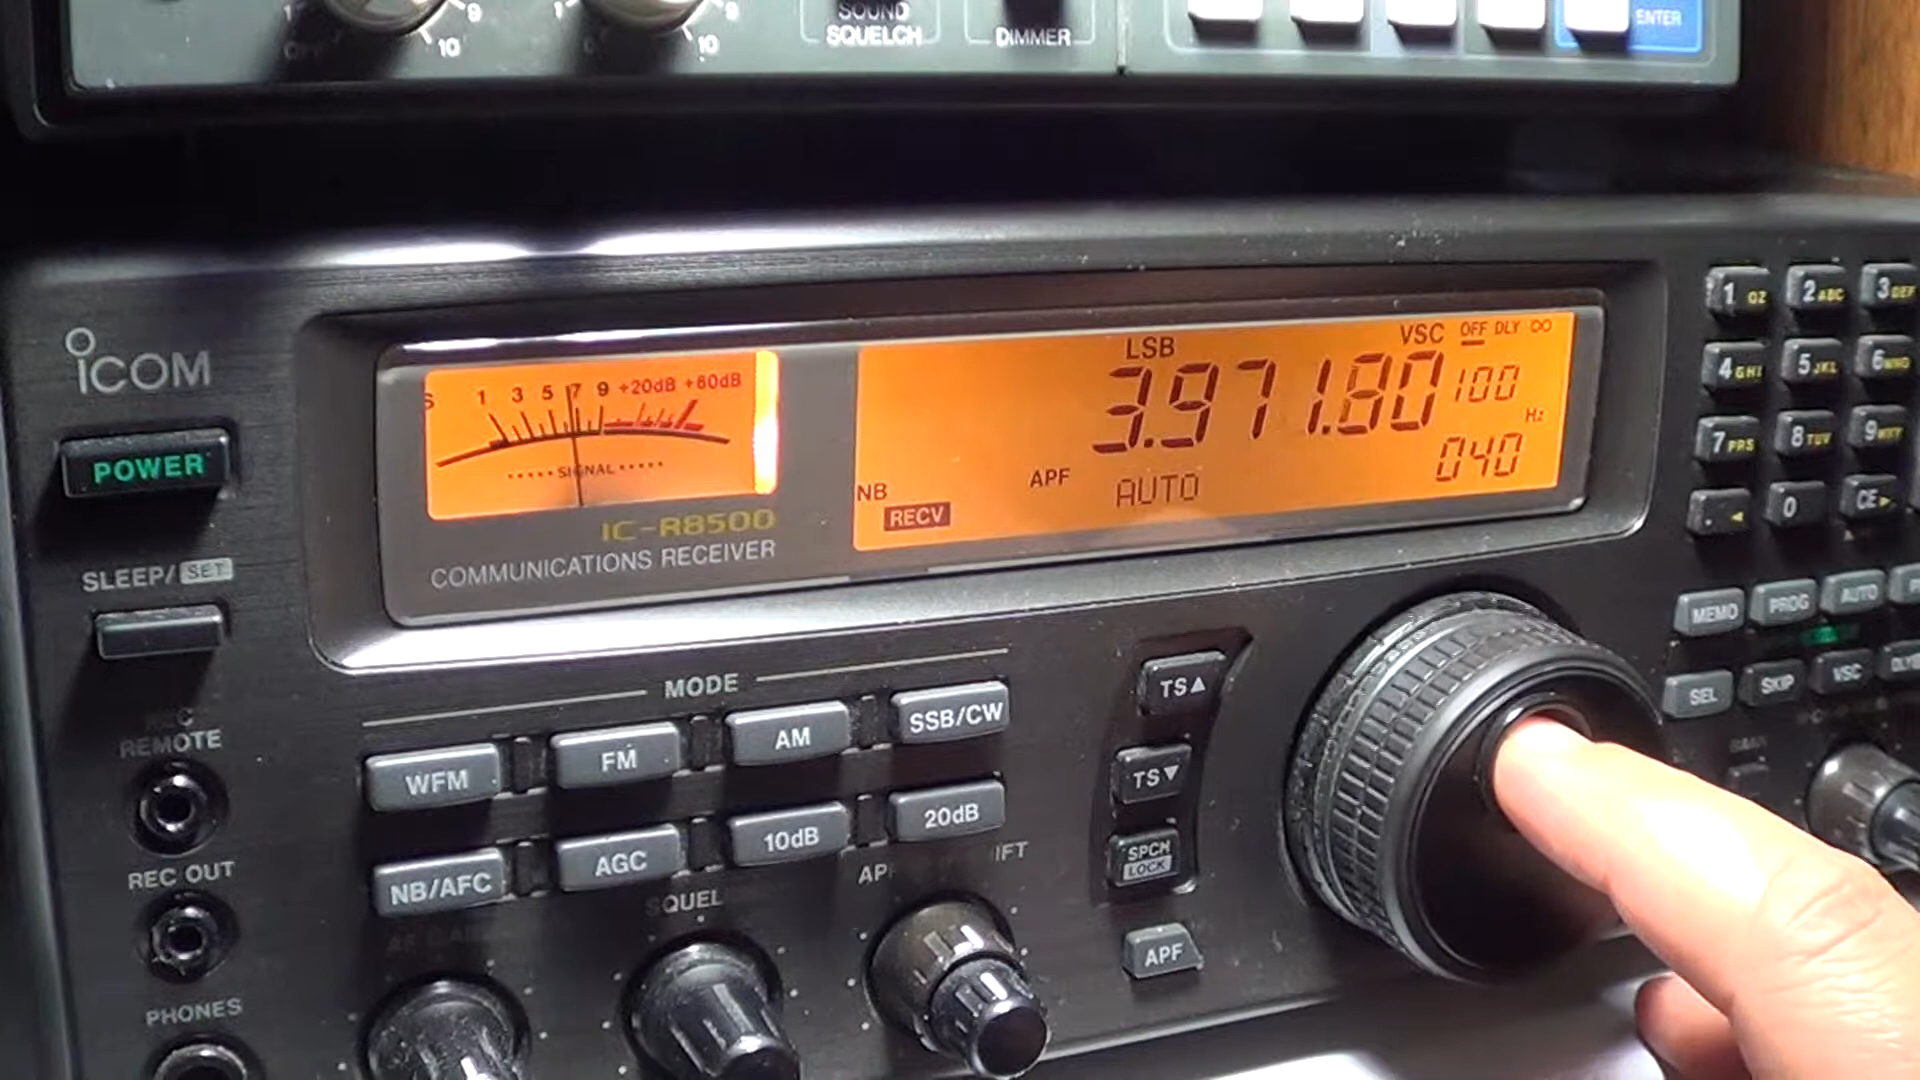 9
10
9
10
SOUND
SQUELCH
DIMMER
ENTER
ICOM
POWER
SLEEP/SET
S 1 3 5 7 9 +20dB +60dB
SIGNAL
IC-R8500
COMMUNICATIONS RECEIVER
LSB
VSC OFF DLY ∞
3.971.80 100
Hz
040
NB APF AUTO
RECV
1 QZ 2 ABC 3 DEF
4 GHI 5 JKL 6 MNO
7 PRS 8 TUV 9 WXY
. ◄ 0 CE ►
MEMO PROG AUTO
SEL SKIP VSC
MODE
WFM FM AM SSB/CW
NB/AFC AGC 10dB 20dB
TS▲
TS▼
SPCH
LOCK
APF
REMOTE
REC OUT
PHONES
SQUEL